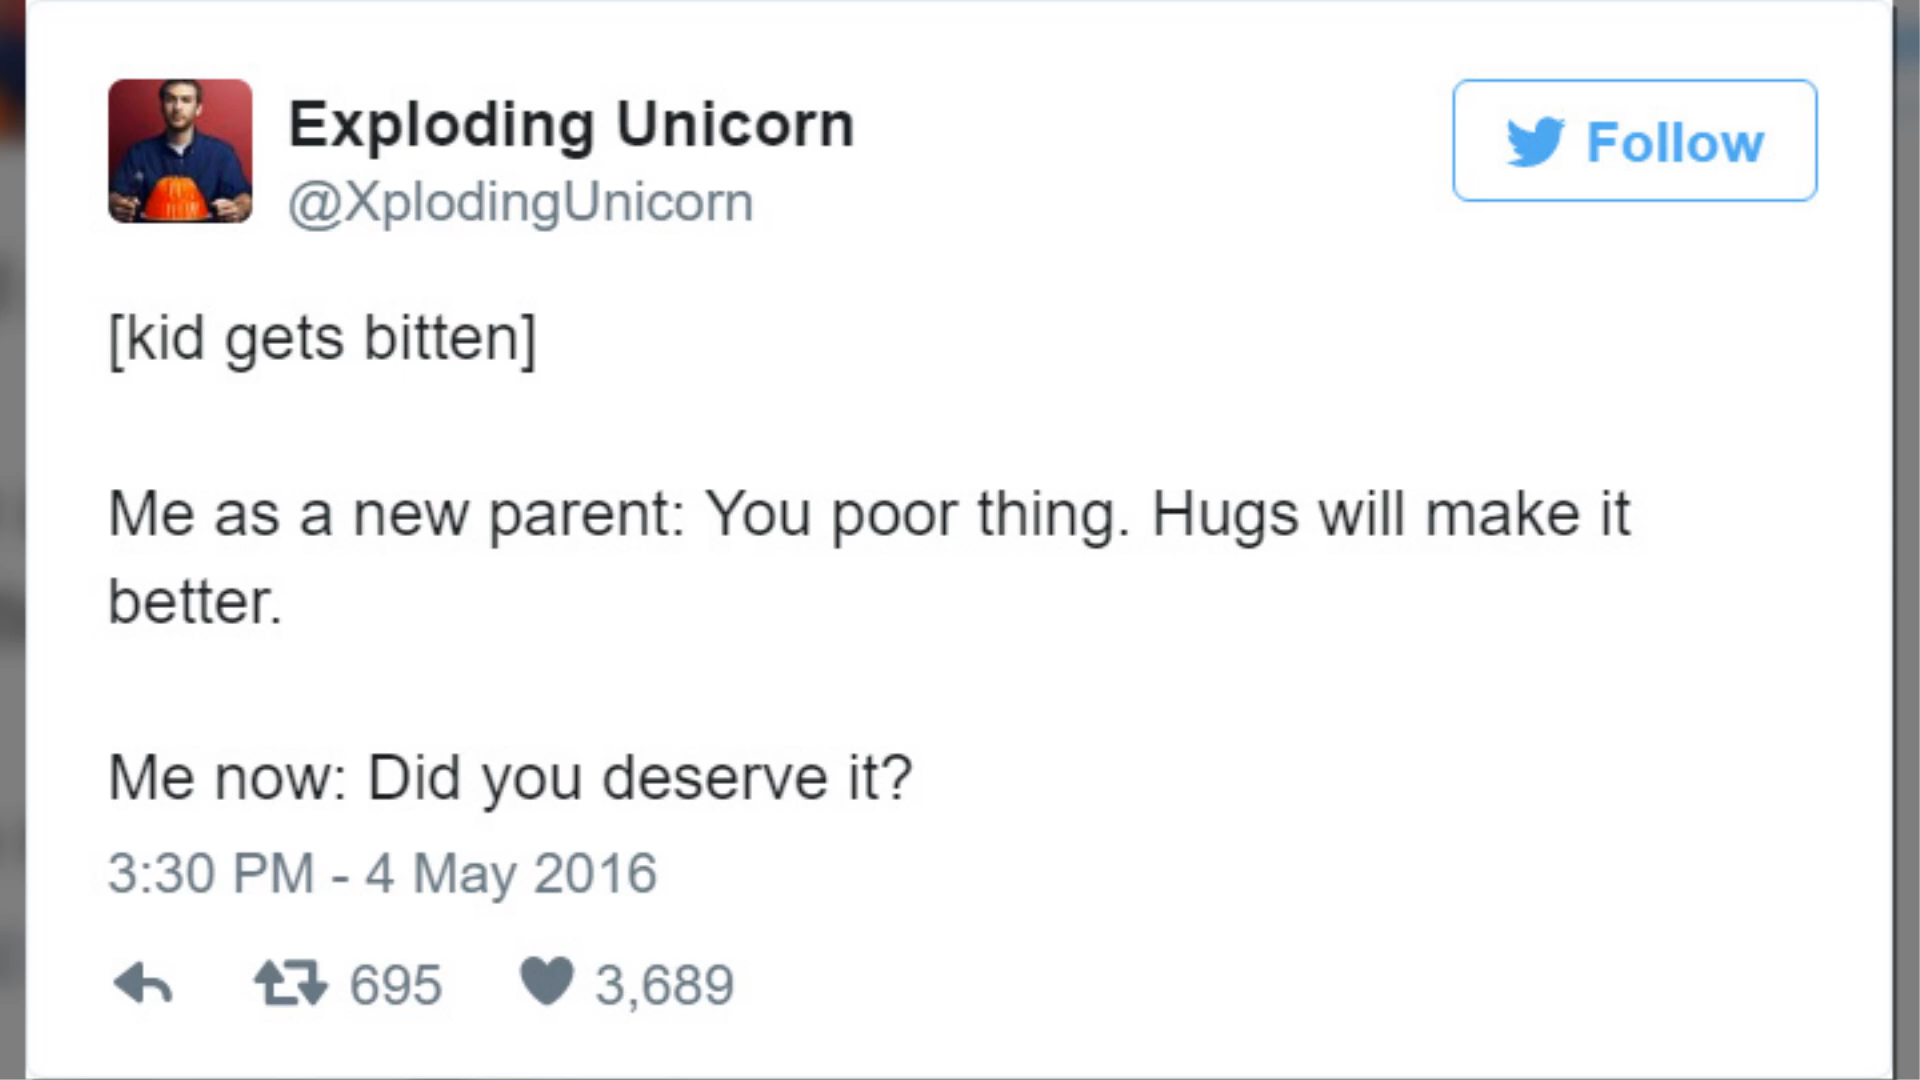 Exploding Unicorn
@XplodingUnicorn
Follow
[kid gets bitten]
Me as a new parent: You poor thing. Hugs will make it
better.
Me now: Did you deserve it?
3:30 PM - 4 May 2016
695 3,689